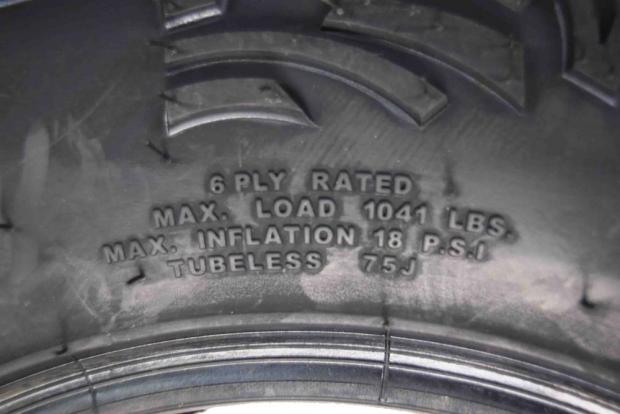 6 PLY RATED
MAX. LOAD 1041 LBS.
MAX. INFLATION 18 P.S.I
TUBELESS 75J